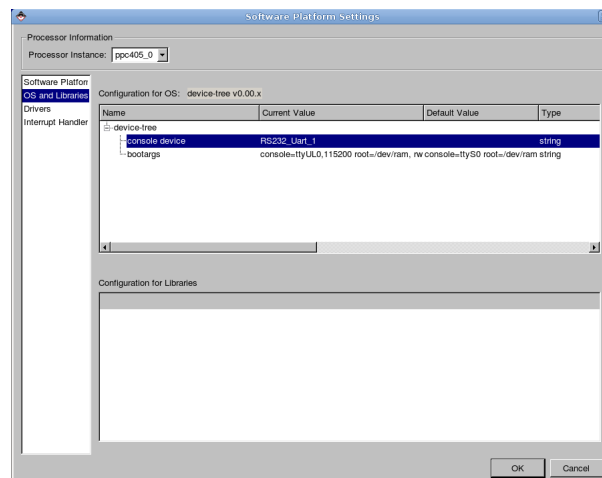 Software Platform Settings
Processor Information
Processor Instance: ppc405_0
Software Platforr
OS and Libraries
Drivers
Interrupt Handler
Configuration for OS: device-tree v0.00.x
Name Current Value Default Value Type
device-tree
console device RS232_Uart_1 string
bootargs console=ttyUL0,115200 root=/dev/ram, rw console=ttyS0 root=/dev/ram string
Configuration for Libraries
OK Cancel